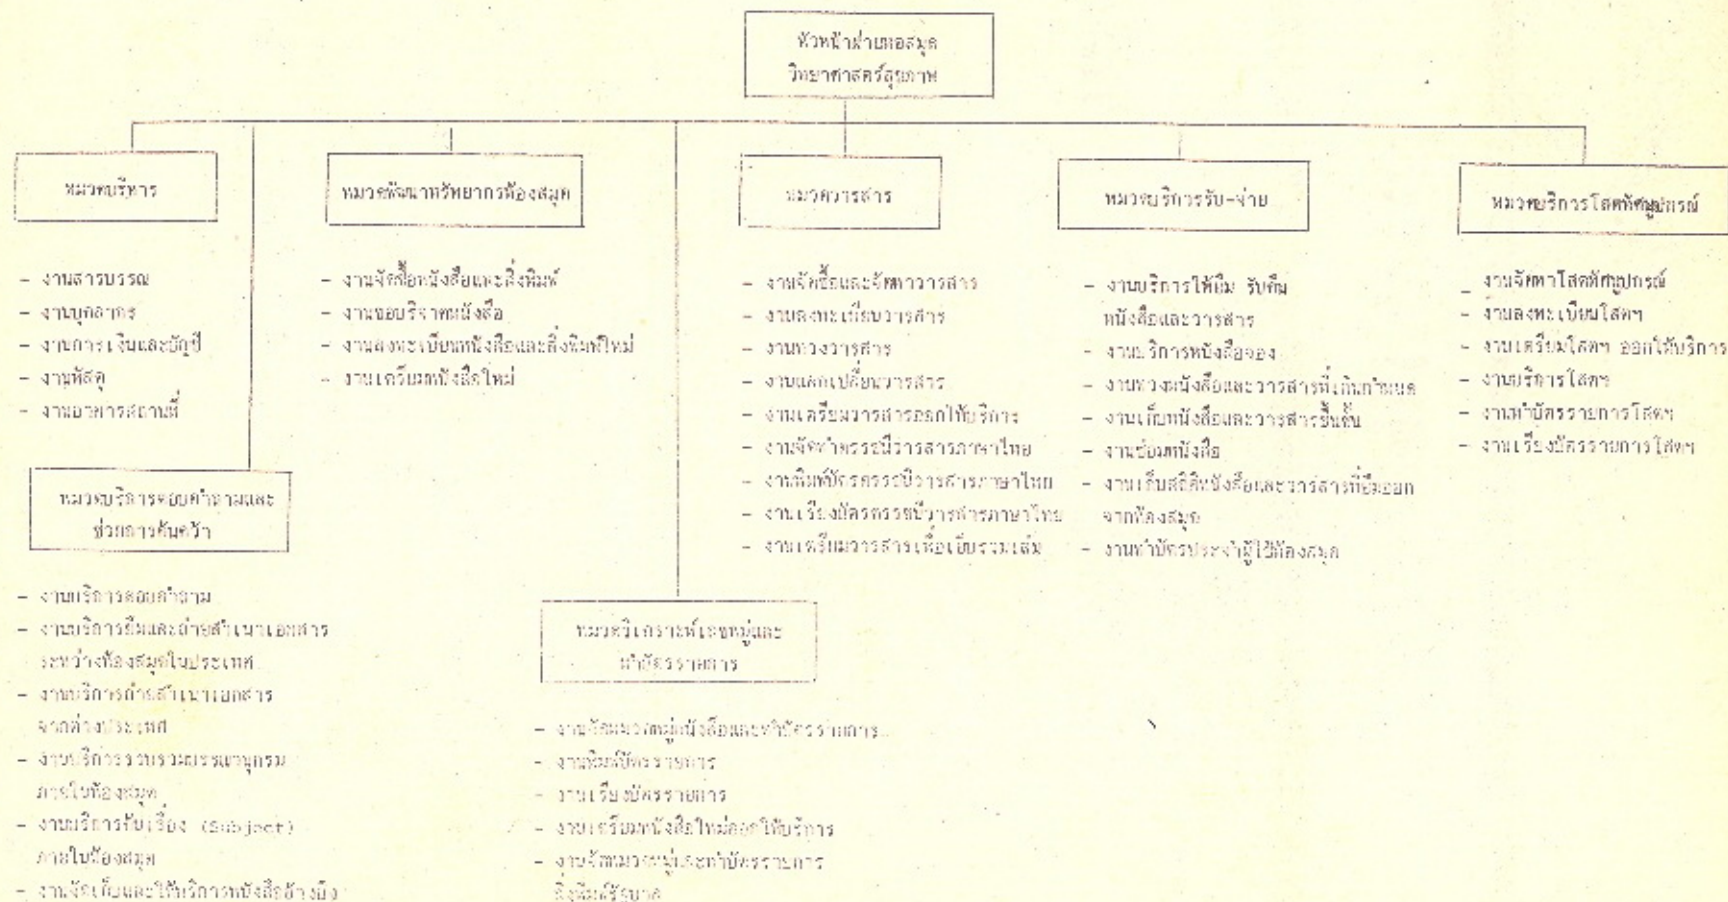 หัวหน้าฝ่ายหอสมุด
วิทยาศาสตร์สุขภาพ
หมวดบริหาร
- งานสารบรรณ
- งานบุคลากร
- งานการเงินและบัญชี
- งานพัสดุ
- งานอาคารสถานที่
หมวดบริการตอบคำถามและ
ช่วยการค้นคว้า
- งานบริการตอบคำถาม
- งานบริการยืมและถ่ายสำเนาเอกสาร
ระหว่างห้องสมุดในประเทศ
- งานบริการถ่ายสำเนาเอกสาร
จากต่างประเทศ
- งานบริการรวบรวมบรรณานุกรม
ภายในห้องสมุด
- งานบริการค้นเรื่อง (Subject)
ภายในห้องสมุด
- งานจัดเก็บและให้บริการหนังสืออ้างอิง
หมวดพัฒนาทรัพยากรห้องสมุด
- งานจัดซื้อหนังสือและสิ่งพิมพ์
- งานขอบริจาคหนังสือ
- งานลงทะเบียนหนังสือและสิ่งพิมพ์ใหม่
- งานเตรียมหนังสือใหม่
หมวดวิเคราะห์เลขหมู่และ
ทำบัตรรายการ
- งานจัดหมวดหมู่หนังสือและทำบัตรรายการ
- งานพิมพ์บัตรรายการ
- งานเรียงบัตรรายการ
- งานเตรียมหนังสือใหม่ออกให้บริการ
- งานจัดหมวดหมู่และทำบัตรรายการ
สิ่งพิมพ์รัฐบาล
หมวดวารสาร
- งานจัดซื้อและจัดหาวารสาร
- งานลงทะเบียนวารสาร
- งานทวงวารสาร
- งานแลกเปลี่ยนวารสาร
- งานเตรียมวารสารออกให้บริการ
- งานจัดทำดรรชนีวารสารภาษาไทย
- งานพิมพ์บัตรดรรชนีวารสารภาษาไทย
- งานเรียงบัตรดรรชนีวารสารภาษาไทย
- งานเตรียมวารสารเพื่อเย็บรวมเล่ม
หมวดบริการรับ-จ่าย
- งานบริการให้ยืม รับคืน
หนังสือและวารสาร
- งานบริการหนังสือจอง
- งานทวงหนังสือและวารสารที่เกินกำหนด
- งานเก็บหนังสือและวารสารขึ้นชั้น
- งานซ่อมหนังสือ
- งานเก็บสถิติหนังสือและวารสารที่ยืมออก
จากห้องสมุด
- งานทำบัตรประจำผู้ใช้ห้องสมุด
หมวดบริการโสตทัศนูปกรณ์
- งานจัดหาโสตทัศนูปกรณ์
- งานลงทะเบียนโสตฯ
- งานเตรียมโสตฯ ออกให้บริการ
- งานบริการโสตฯ
- งานทำบัตรรายการโสตฯ
- งานเรียงบัตรรายการโสตฯ